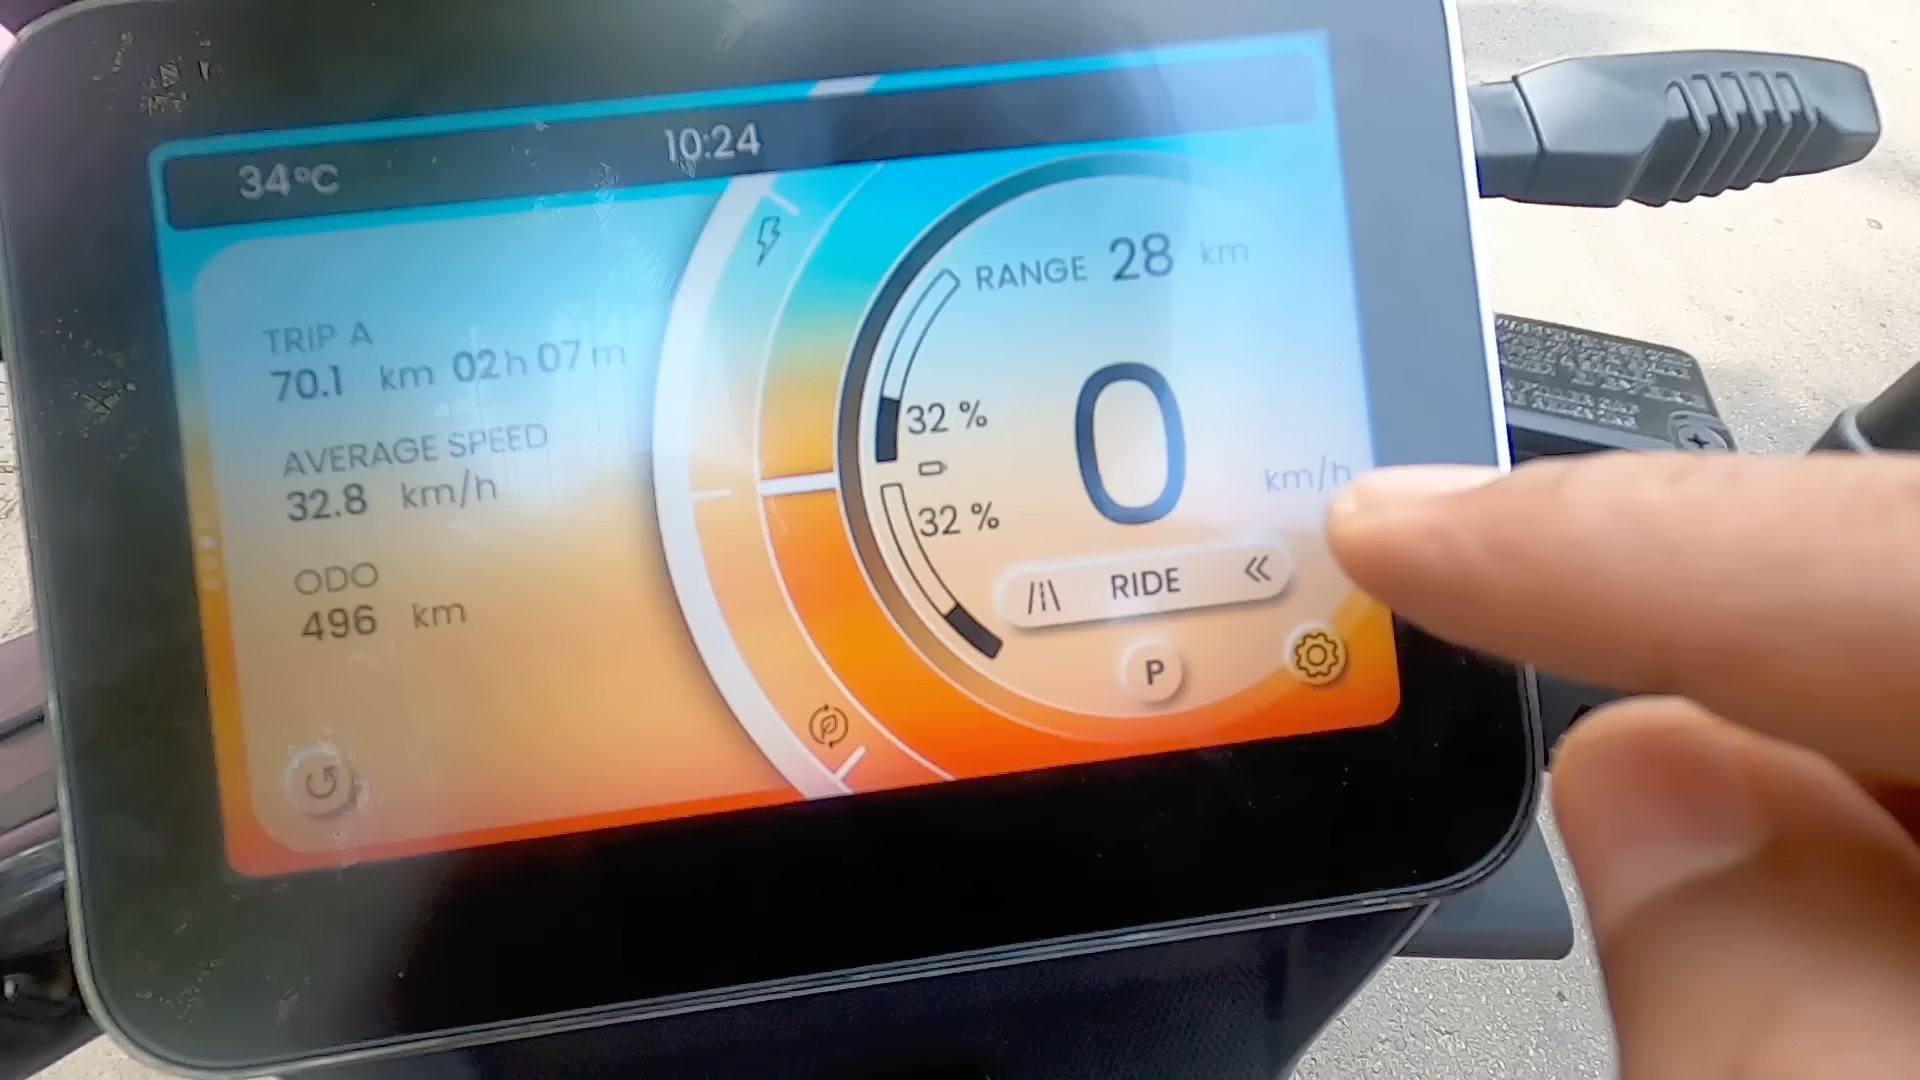 34°C
10:24
TRIP A
70.1 km 02h 07m
AVERAGE SPEED
32.8 km/h
ODO
496 km
RANGE 28 km
32 %
0
km/h
32 %
RIDE
P